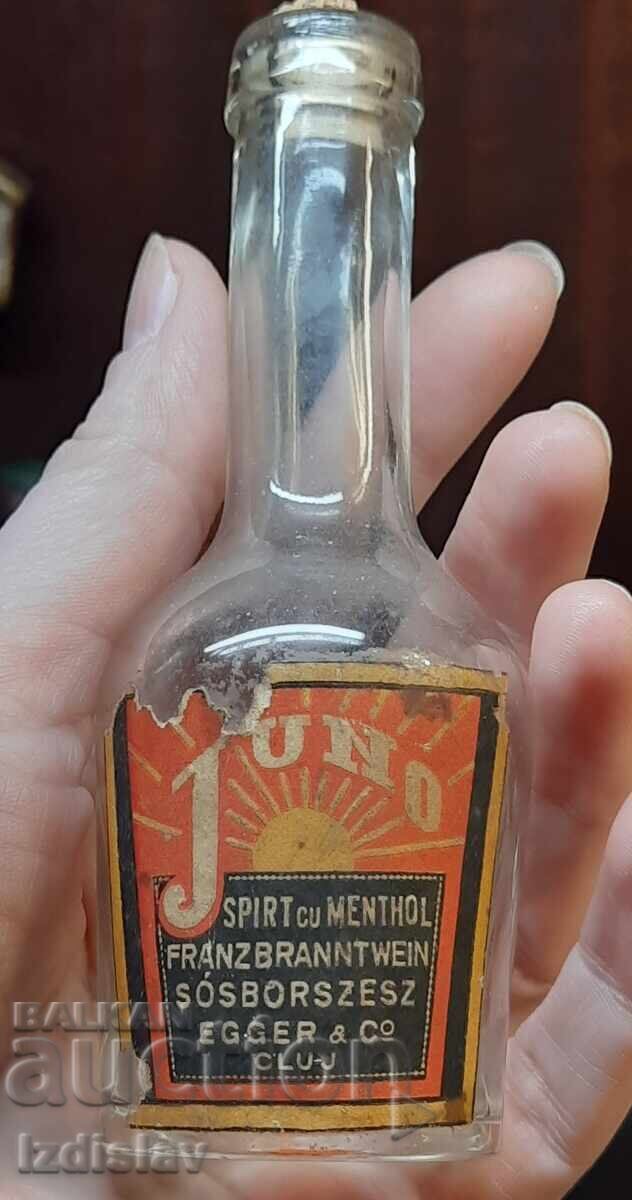 JUNO
SPIRT CU MENTHOL
FRANZBRANNTWEIN
SÓSBORSZESZ
EGGER & Cº
CLUJ
BALKAN
auction
Izdislav